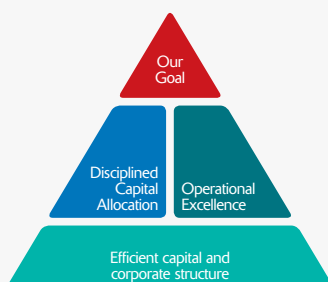 Our
Goal
Disciplined
Capital
Allocation
Operational
Excellence
Efficient capital and
corporate structure